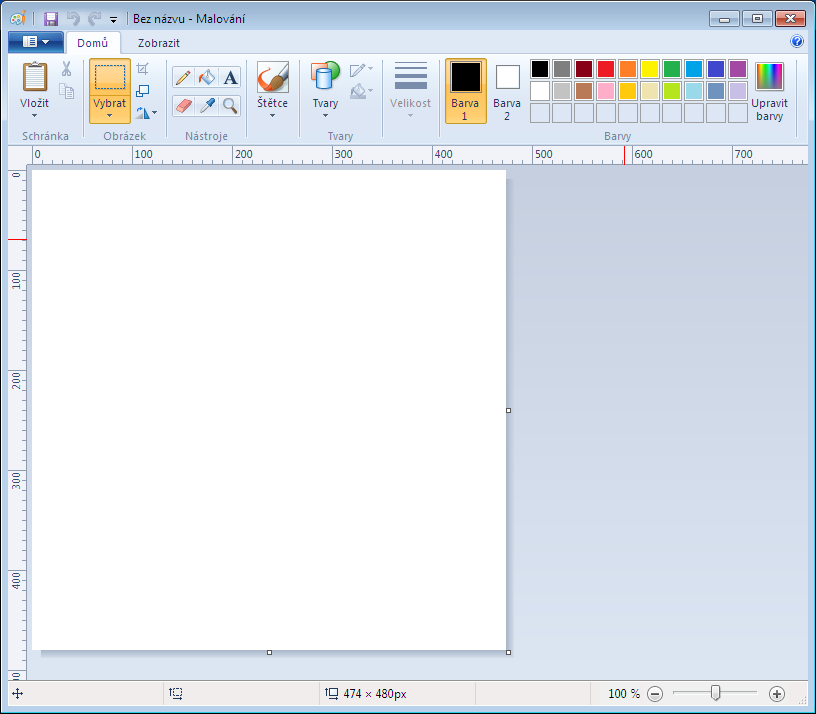 Bez názvu - Malování
Domů Zobrazit
Vložit
Schránka
Vybrat
Obrázek
A
Nástroje
Štětce
Tvary
Tvary
Velikost
Barva 1
Barva 2
Upravit barvy
Barvy
0 100 200 300 400 500 600 700
0
100
200
300
400
474 × 480px
100 %